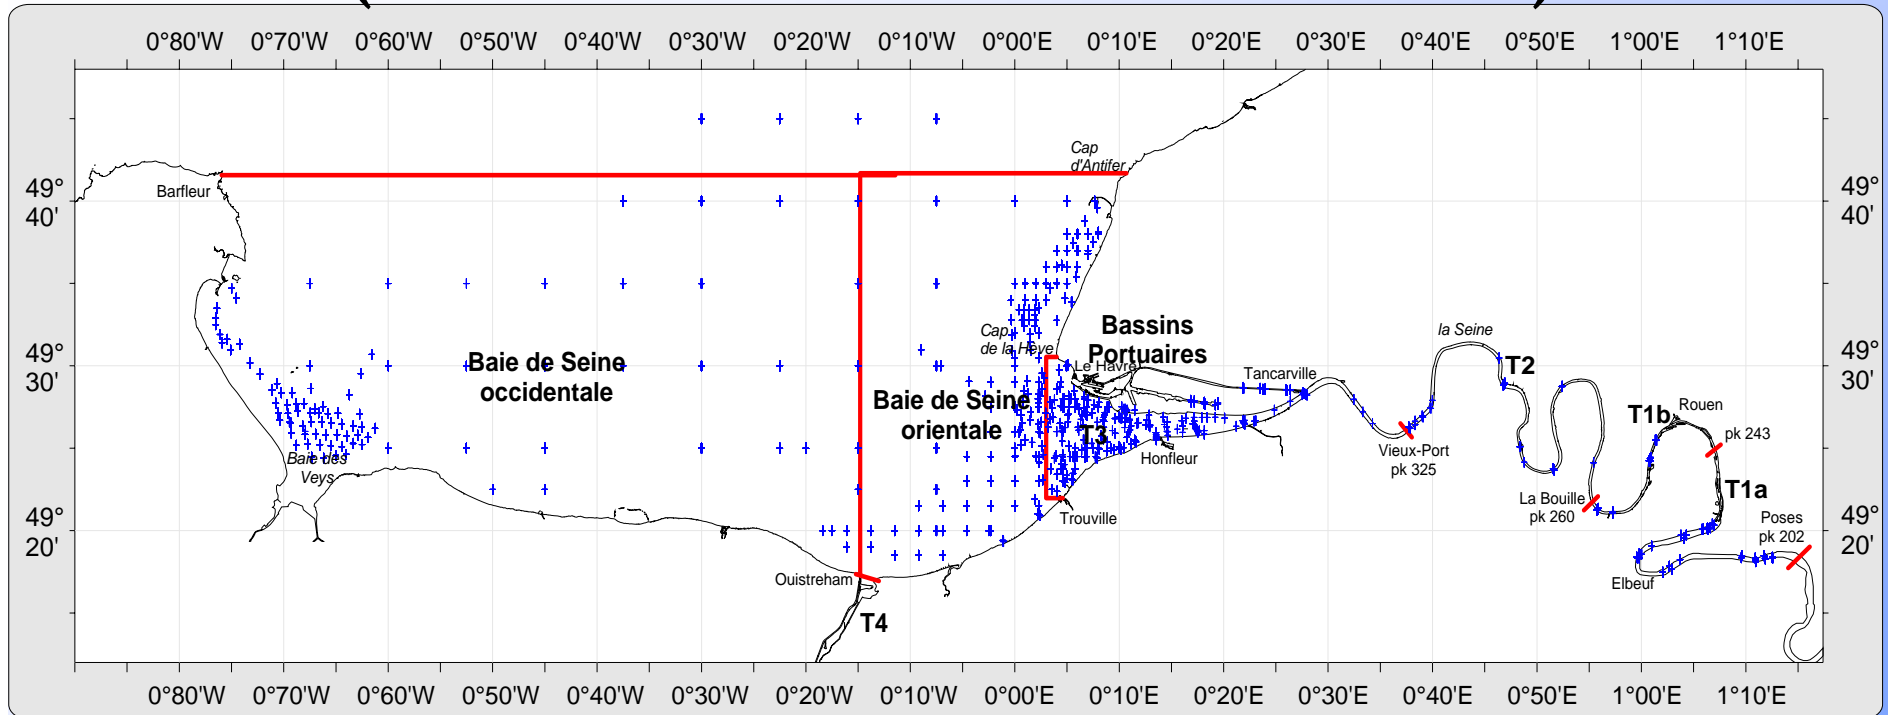 0°80'W 0°70'W 0°60'W 0°50'W 0°40'W 0°30'W 0°20'W 0°10'W 0°00'E 0°10'E 0°20'E 0°30'E 0°40'E 0°50'E 1°00'E 1°10'E
Cap
d'Antifer
Barfleur
49°
40'
49°
40'
Cap
de la Hève
Bassins
Portuaires
la Seine
49°
30'
49°
30'
Baie de Seine
occidentale
Le Havre
Tancarville
T2
Baie de Seine
orientale
T3
T1b
Rouen
pk 243
Honfleur
Vieux-Port
pk 325
Baie des
Veys
La Bouille
pk 260
T1a
Trouville
Poses
pk 202
49°
20'
49°
20'
Ouistreham
Elbeuf
T4
0°80'W 0°70'W 0°60'W 0°50'W 0°40'W 0°30'W 0°20'W 0°10'W 0°00'E 0°10'E 0°20'E 0°30'E 0°40'E 0°50'E 1°00'E 1°10'E